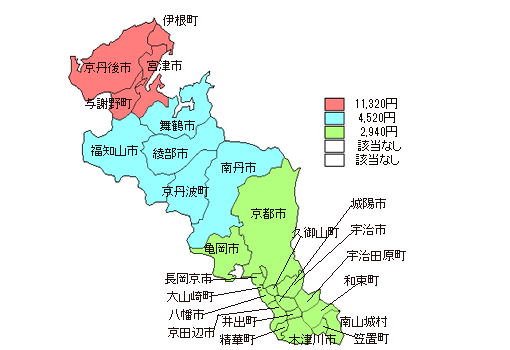 伊根町
京丹後市
宮津市
与謝野町
舞鶴市
福知山市
綾部市
南丹市
京丹波町
11,320円
4,520円
2,940円
該当なし
該当なし
京都市
亀岡市
久御山町
城陽市
宇治市
宇治田原町
和束町
長岡京市
大山崎町
八幡市
京田辺市
井出町
精華町
木津川市
南山城村
笠置町